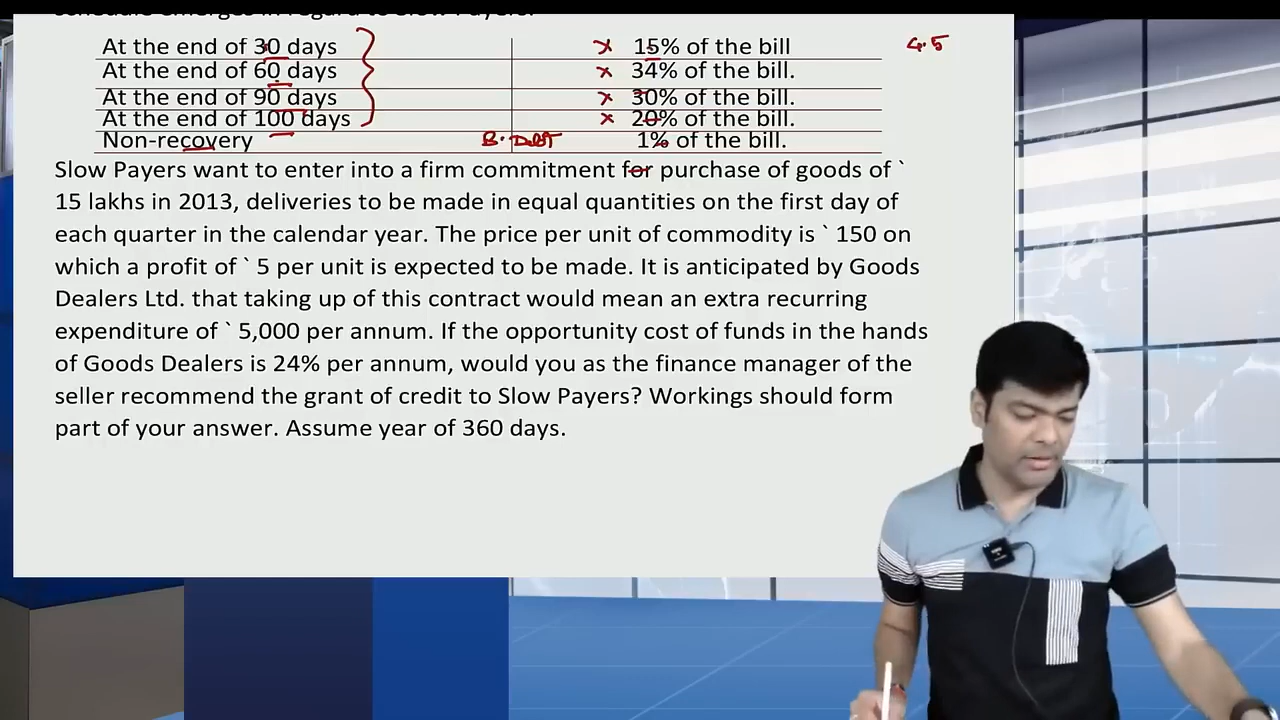 At the end of 30 days × 15% of the bill 4.5
At the end of 60 days × 34% of the bill.
At the end of 90 days × 30% of the bill.
At the end of 100 days × 20% of the bill.
Non-recovery B. Debt 1% of the bill.
Slow Payers want to enter into a firm commitment for purchase of goods of `
15 lakhs in 2013, deliveries to be made in equal quantities on the first day of
each quarter in the calendar year. The price per unit of commodity is ` 150 on
which a profit of ` 5 per unit is expected to be made. It is anticipated by Goods
Dealers Ltd. that taking up of this contract would mean an extra recurring
expenditure of ` 5,000 per annum. If the opportunity cost of funds in the hands
of Goods Dealers is 24% per annum, would you as the finance manager of the
seller recommend the grant of credit to Slow Payers? Workings should form
part of your answer. Assume year of 360 days.